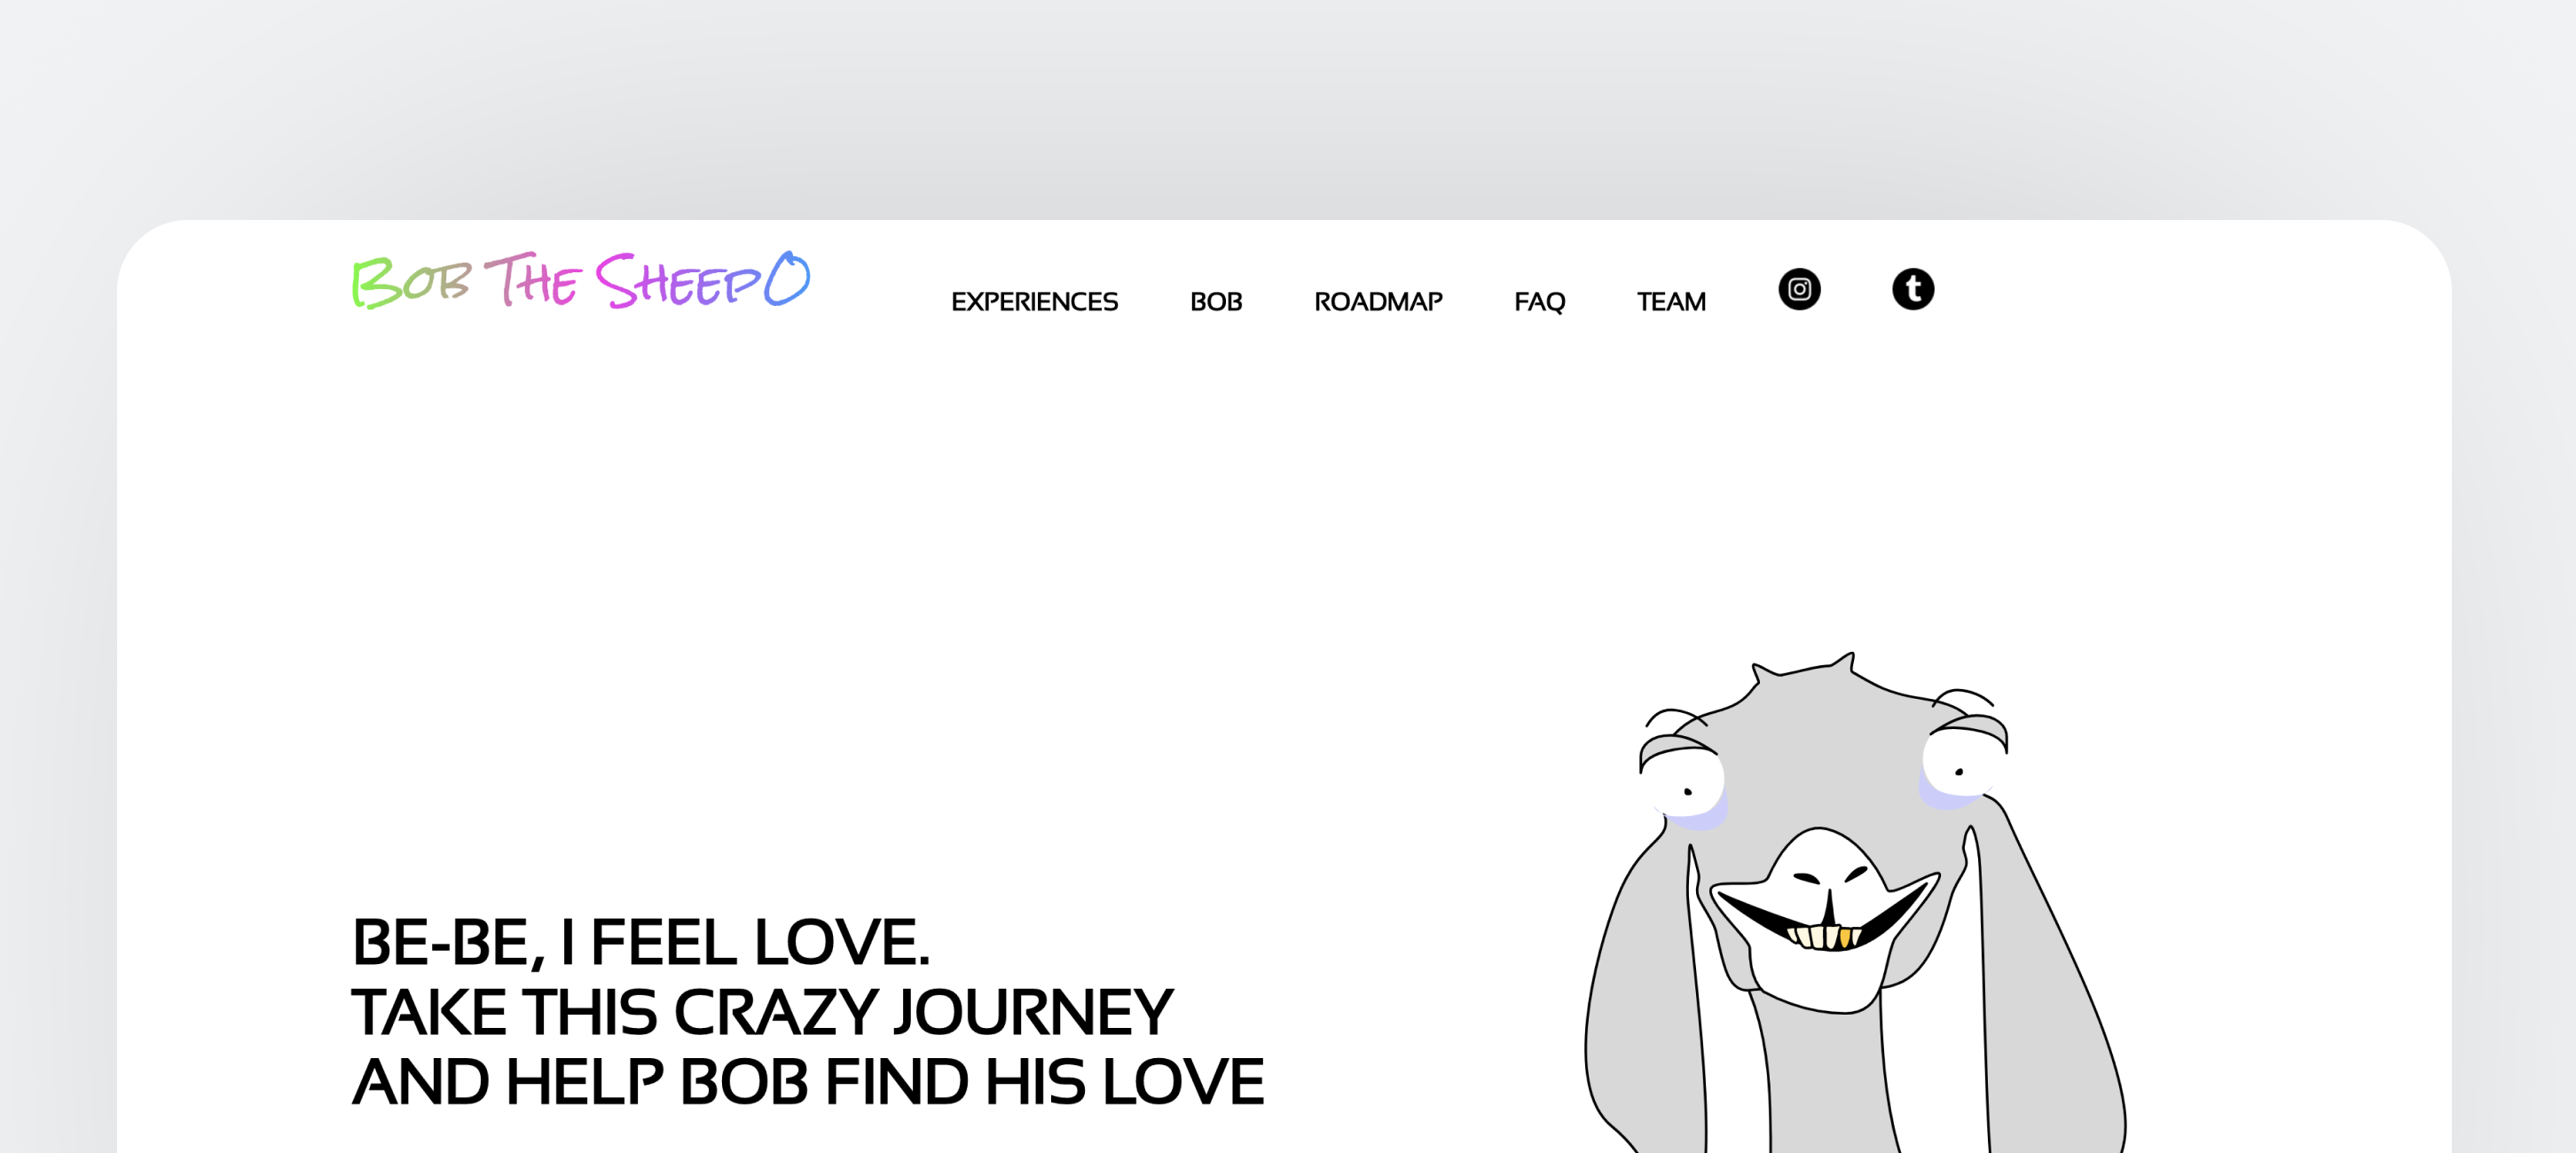 BOB THE SHEEPO
EXPERIENCES BOB ROADMAP FAQ TEAM t
BE-BE, I FEEL LOVE.
TAKE THIS CRAZY JOURNEY
AND HELP BOB FIND HIS LOVE